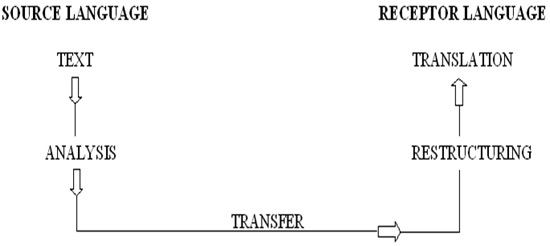 SOURCE LANGUAGE RECEPTOR LANGUAGE
TEXT TRANSLATION
ANALYSIS RESTRUCTURING
TRANSFER